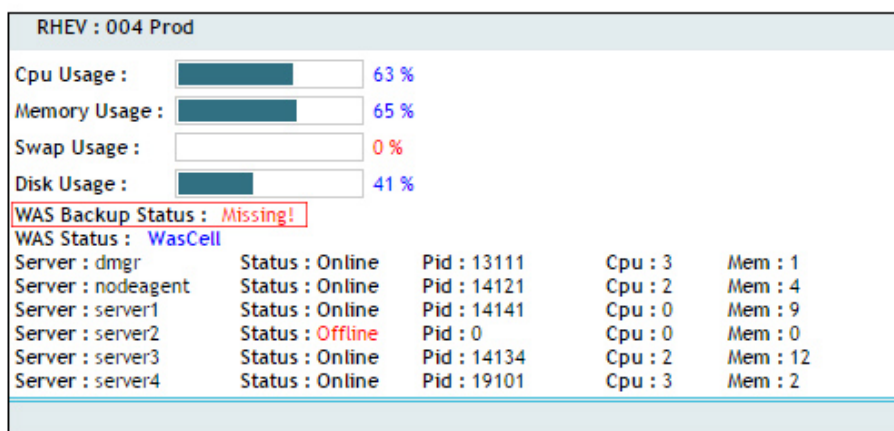 RHEV : 004 Prod
Cpu Usage : 63 %
Memory Usage : 65 %
Swap Usage : 0 %
Disk Usage : 41 %
WAS Backup Status : Missing!
WAS Status : WasCell
Server : dmgr Status : Online Pid : 13111 Cpu : 3 Mem : 1
Server : nodeagent Status : Online Pid : 14121 Cpu : 2 Mem : 4
Server : server1 Status : Online Pid : 14141 Cpu : 0 Mem : 9
Server : server2 Status : Offline Pid : 0 Cpu : 0 Mem : 0
Server : server3 Status : Online Pid : 14134 Cpu : 2 Mem : 12
Server : server4 Status : Online Pid : 19101 Cpu : 3 Mem : 2